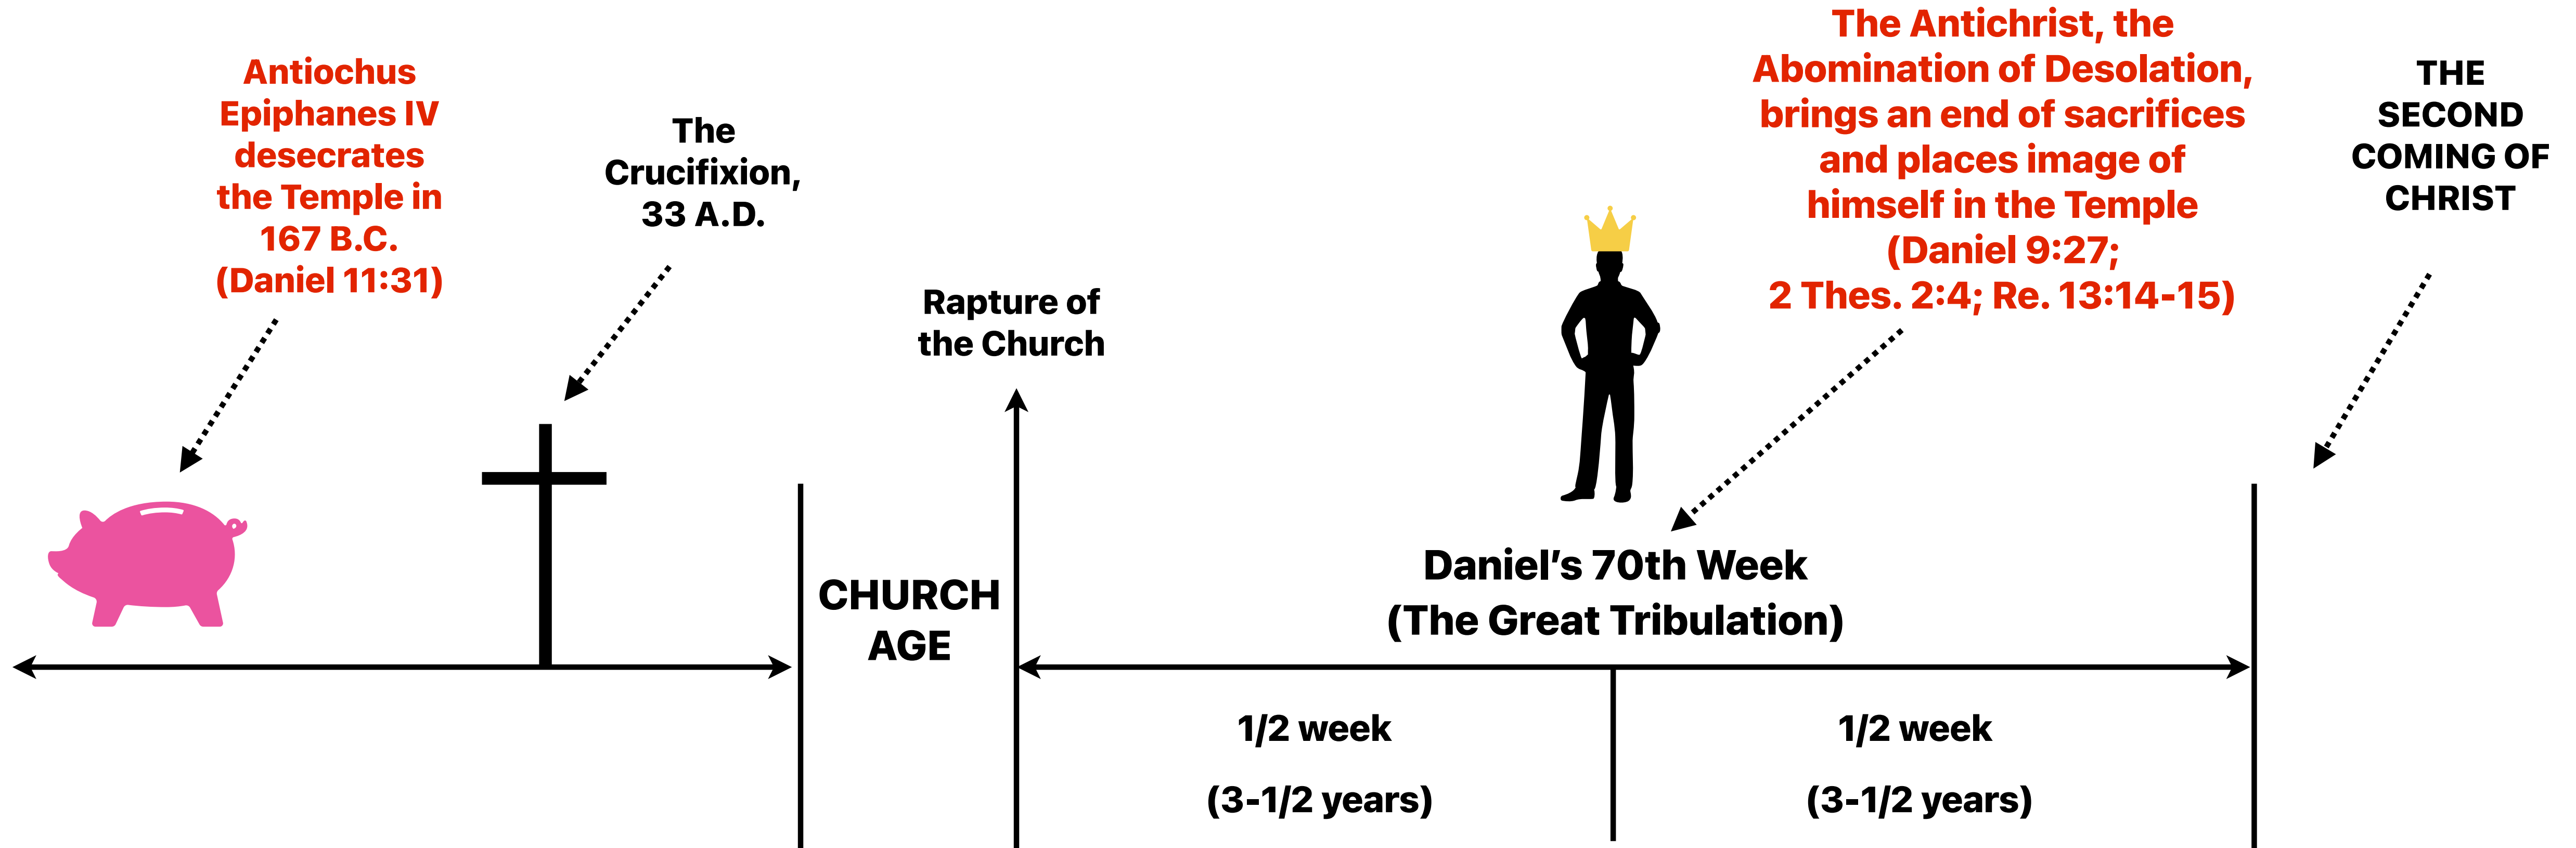 Antiochus
Epiphanes IV
desecrates
the Temple in
167 B.C.
(Daniel 11:31)
The
Crucifixion,
33 A.D.
Rapture of
the Church
The Antichrist, the
Abomination of Desolation,
brings an end of sacrifices
and places image of
himself in the Temple
(Daniel 9:27;
2 Thes. 2:4; Re. 13:14-15)
THE
SECOND
COMING OF
CHRIST
CHURCH
AGE
Daniel’s 70th Week
(The Great Tribulation)
1/2 week
(3-1/2 years)
1/2 week
(3-1/2 years)